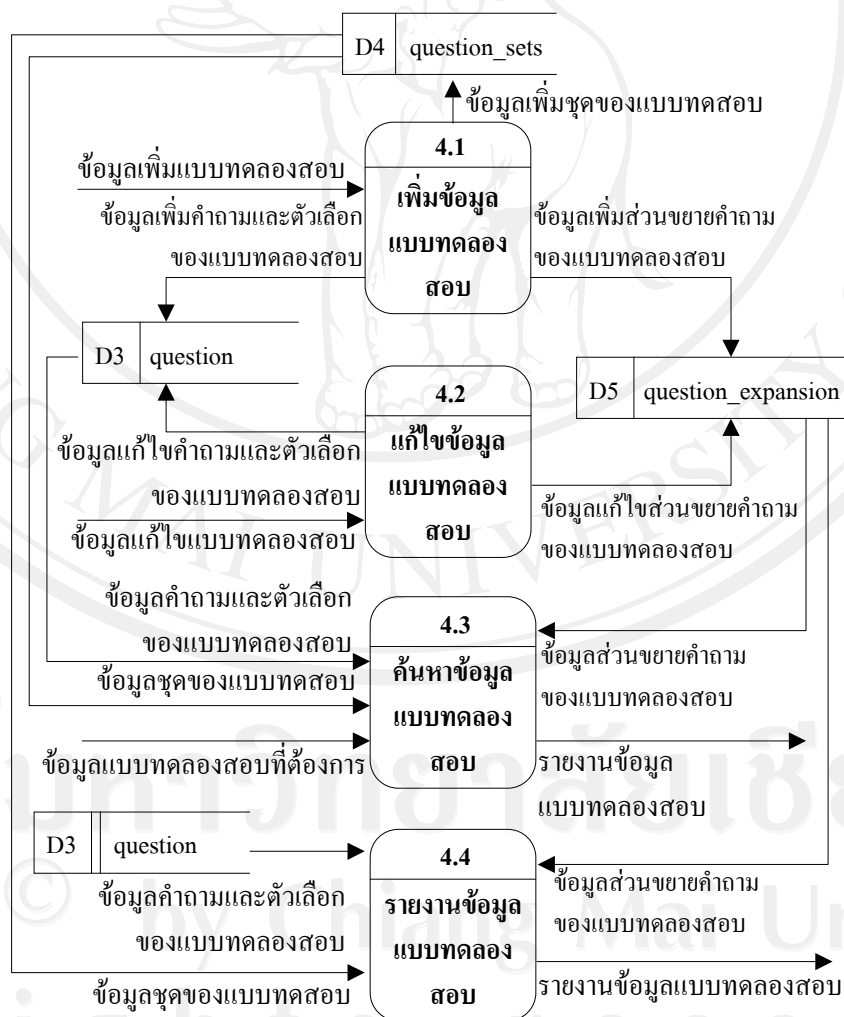 D4 question_sets
ข้อมูลเพิ่มชุดของแบบทดสอบ
4.1
เพิ่มข้อมูล
แบบทดลอง
สอบ
ข้อมูลเพิ่มแบบทดลองสอบ
ข้อมูลเพิ่มคำถามและตัวเลือก
ของแบบทดลองสอบ
ข้อมูลเพิ่มส่วนขยายคำถาม
ของแบบทดลองสอบ
D3 question
D5 question_expansion
4.2
แก้ไขข้อมูล
แบบทดลอง
สอบ
ข้อมูลแก้ไขคำถามและตัวเลือก
ของแบบทดลองสอบ
ข้อมูลแก้ไขแบบทดลองสอบ
ข้อมูลแก้ไขส่วนขยายคำถาม
ของแบบทดลองสอบ
ข้อมูลคำถามและตัวเลือก
ของแบบทดลองสอบ
ข้อมูลชุดของแบบทดสอบ
ข้อมูลแบบทดลองสอบที่ต้องการ
4.3
ค้นหาข้อมูล
แบบทดลอง
สอบ
ข้อมูลส่วนขยายคำถาม
ของแบบทดลองสอบ
รายงานข้อมูล
แบบทดลองสอบ
D3 question
ข้อมูลคำถามและตัวเลือก
ของแบบทดลองสอบ
ข้อมูลชุดของแบบทดสอบ
4.4
รายงานข้อมูล
แบบทดลอง
สอบ
ข้อมูลส่วนขยายคำถาม
ของแบบทดลองสอบ
รายงานข้อมูลแบบทดลองสอบ
NG MAI UNIVERSITY
มหาวิทยาลัยเชีย
© by Chiang Mai Un